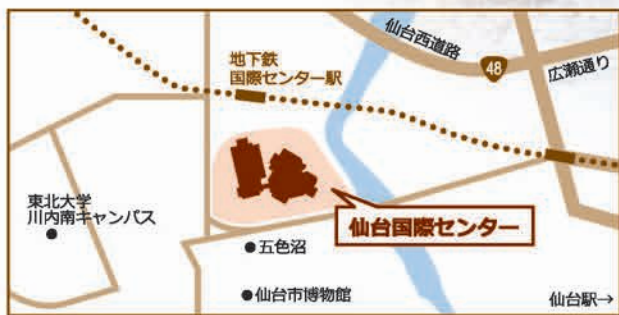 仙台西道路
48
広瀬通り
地下鉄
国際センター駅
東北大学
川内南キャンパス
仙台国際センター
五色沼
仙台市博物館
仙台駅→